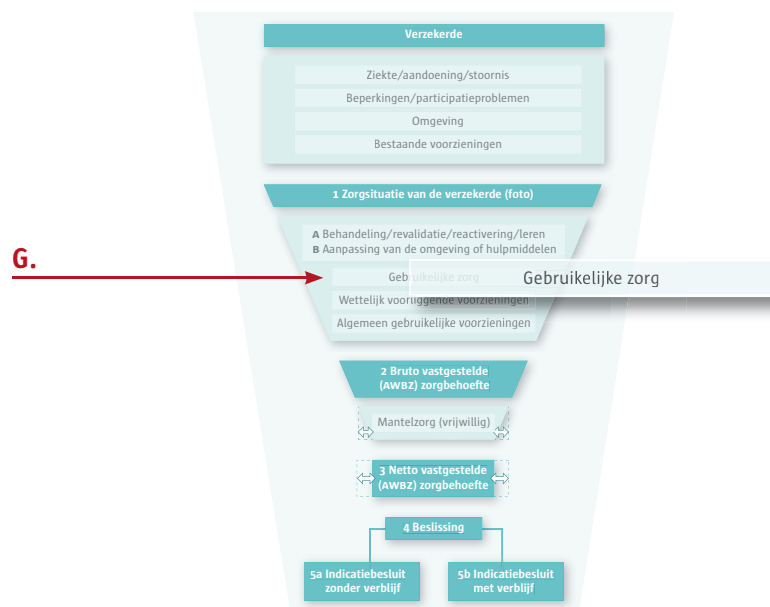 Verzekerde
Ziekte/aandoening/stoornis
Beperkingen/participatieproblemen
Omgeving
Bestaande voorzieningen
1 Zorgsituatie van de verzekerde (foto)
A Behandeling/revalidatie/reactivering/leren
B Aanpassing van de omgeving of hulpmiddelen
G.
Gebruikelijke zorg
Gebruikelijke zorg
Wettelijk voorliggende voorzieningen
Algemeen gebruikelijke voorzieningen
2 Bruto vastgestelde
(AWBZ) zorgbehoefte
Mantelzorg (vrijwillig)
3 Netto vastgestelde
(AWBZ) zorgbehoefte
4 Beslissing
5a Indicatiebesluit
zonder verblijf
5b Indicatiebesluit
met verblijf